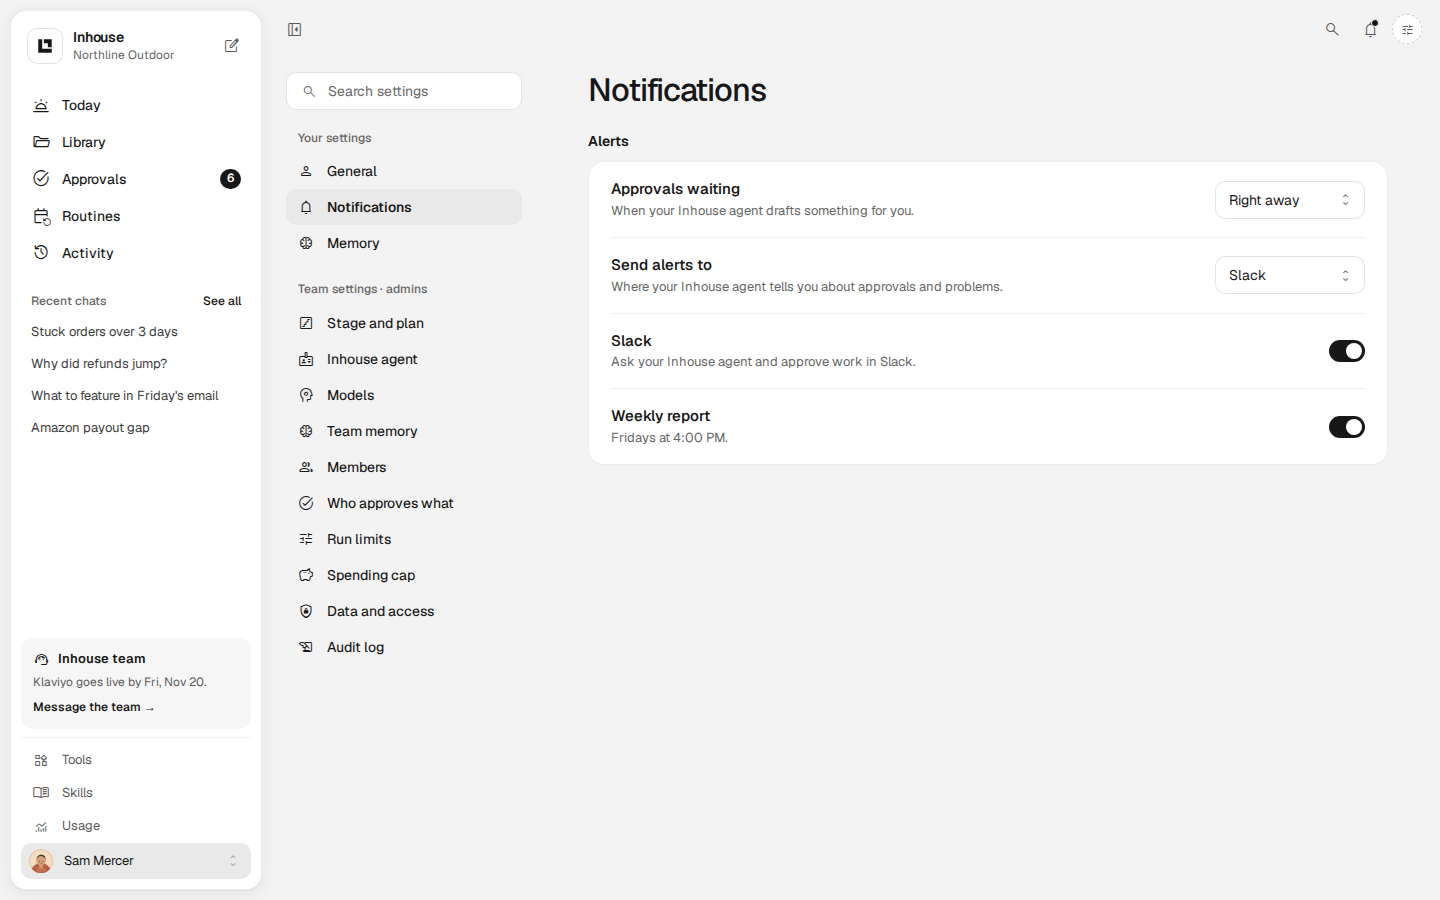 Inhouse
Northline Outdoor
Today
Library
Approvals 6
Routines
Activity
Recent chats See all
Stuck orders over 3 days
Why did refunds jump?
What to feature in Friday's email
Amazon payout gap
Inhouse team
Klaviyo goes live by Fri, Nov 20.
Message the team →
Tools
Skills
Usage
Sam Mercer
Search settings
Your settings
General
Notifications
Memory
Team settings · admins
Stage and plan
Inhouse agent
Models
Team memory
Members
Who approves what
Run limits
Spending cap
Data and access
Audit log
Notifications
Alerts
Approvals waiting
When your Inhouse agent drafts something for you.
Right away
Send alerts to
Where your Inhouse agent tells you about approvals and problems.
Slack
Slack
Ask your Inhouse agent and approve work in Slack.
Weekly report
Fridays at 4:00 PM.